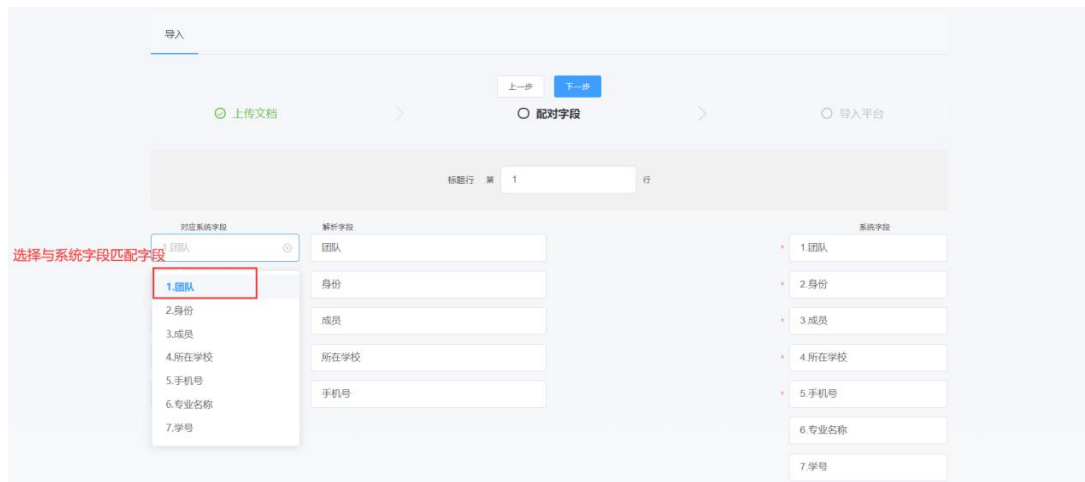 导入
上一步 下一步
上传文档 配对字段 导入平台
标题行 第 1 行
对应系统字段 解析字段 系统字段
选择与系统字段匹配字段 1.团队 团队 * 1.团队
1.团队 身份 * 2.身份
2.身份
3.成员 成员 * 3.成员
4.所在学校 所在学校 * 4.所在学校
5.手机号 手机号 * 5.手机号
6.专业名称 6.专业名称
7.学号
7.学号